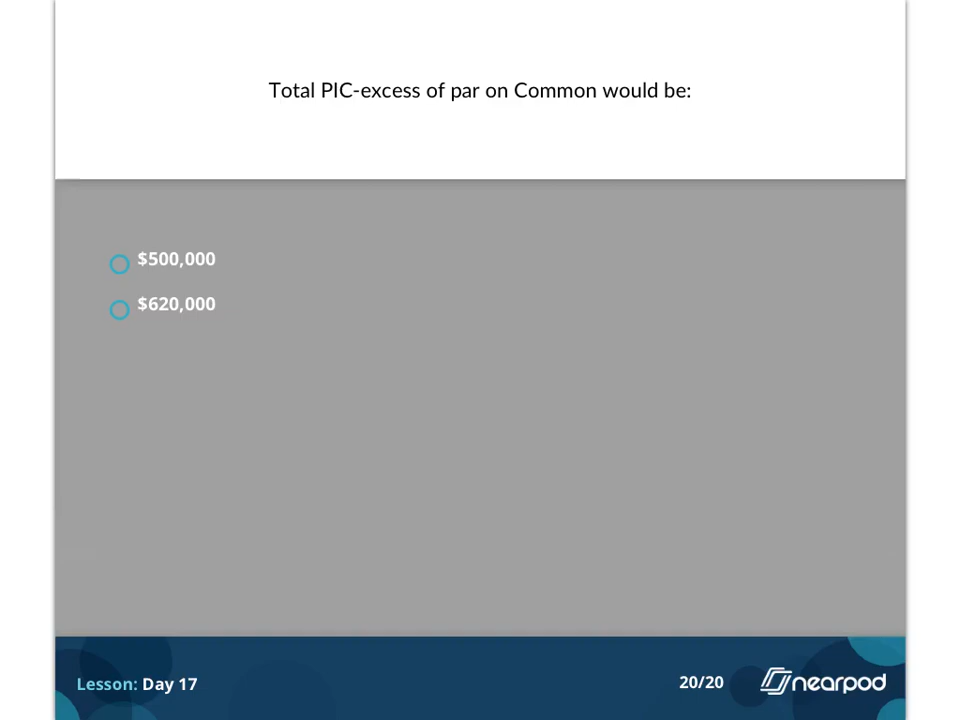 Total PIC-excess of par on Common would be:
$500,000
$620,000
Lesson: Day 17
20/20
nearpod